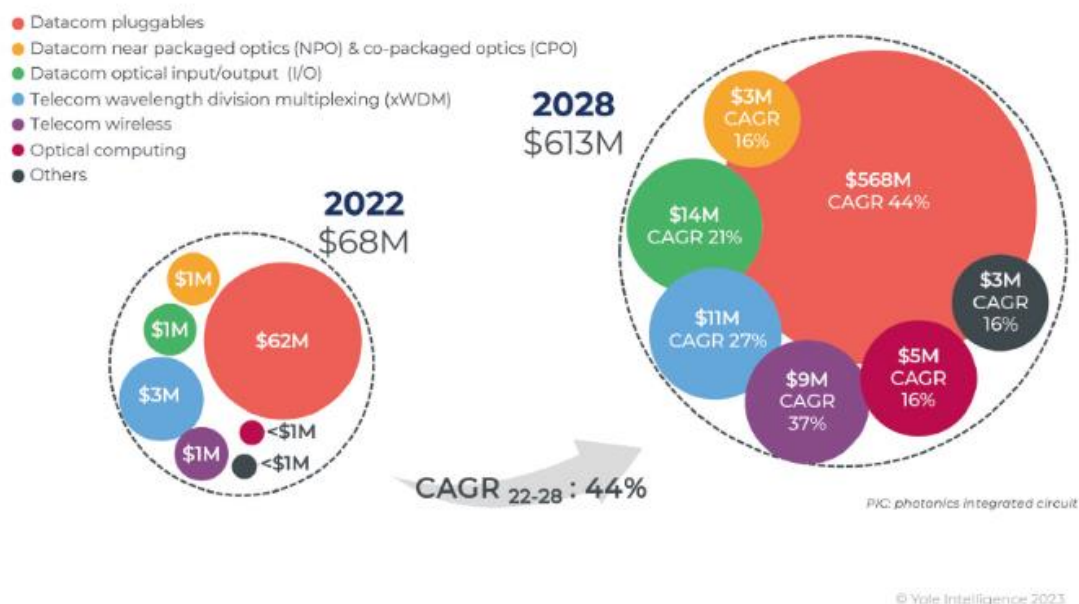 Datacom pluggables
Datacom near packaged optics (NPO) & co-packaged optics (CPO)
Datacom optical input/output (I/O)
Telecom wavelength division multiplexing (xWDM)
Telecom wireless
Optical computing
Others
2022
$68M
$1M
$1M
$62M
$3M
$1M
<$1M
<$1M
2028
$613M
$3M
CAGR
16%
$568M
CAGR 44%
$14M
CAGR 21%
$11M
CAGR 27%
$9M
CAGR
37%
$5M
CAGR
16%
$3M
CAGR
16%
CAGR 22-28 : 44%
PIC: photonics integrated circuit
© Yole Intelligence 2023